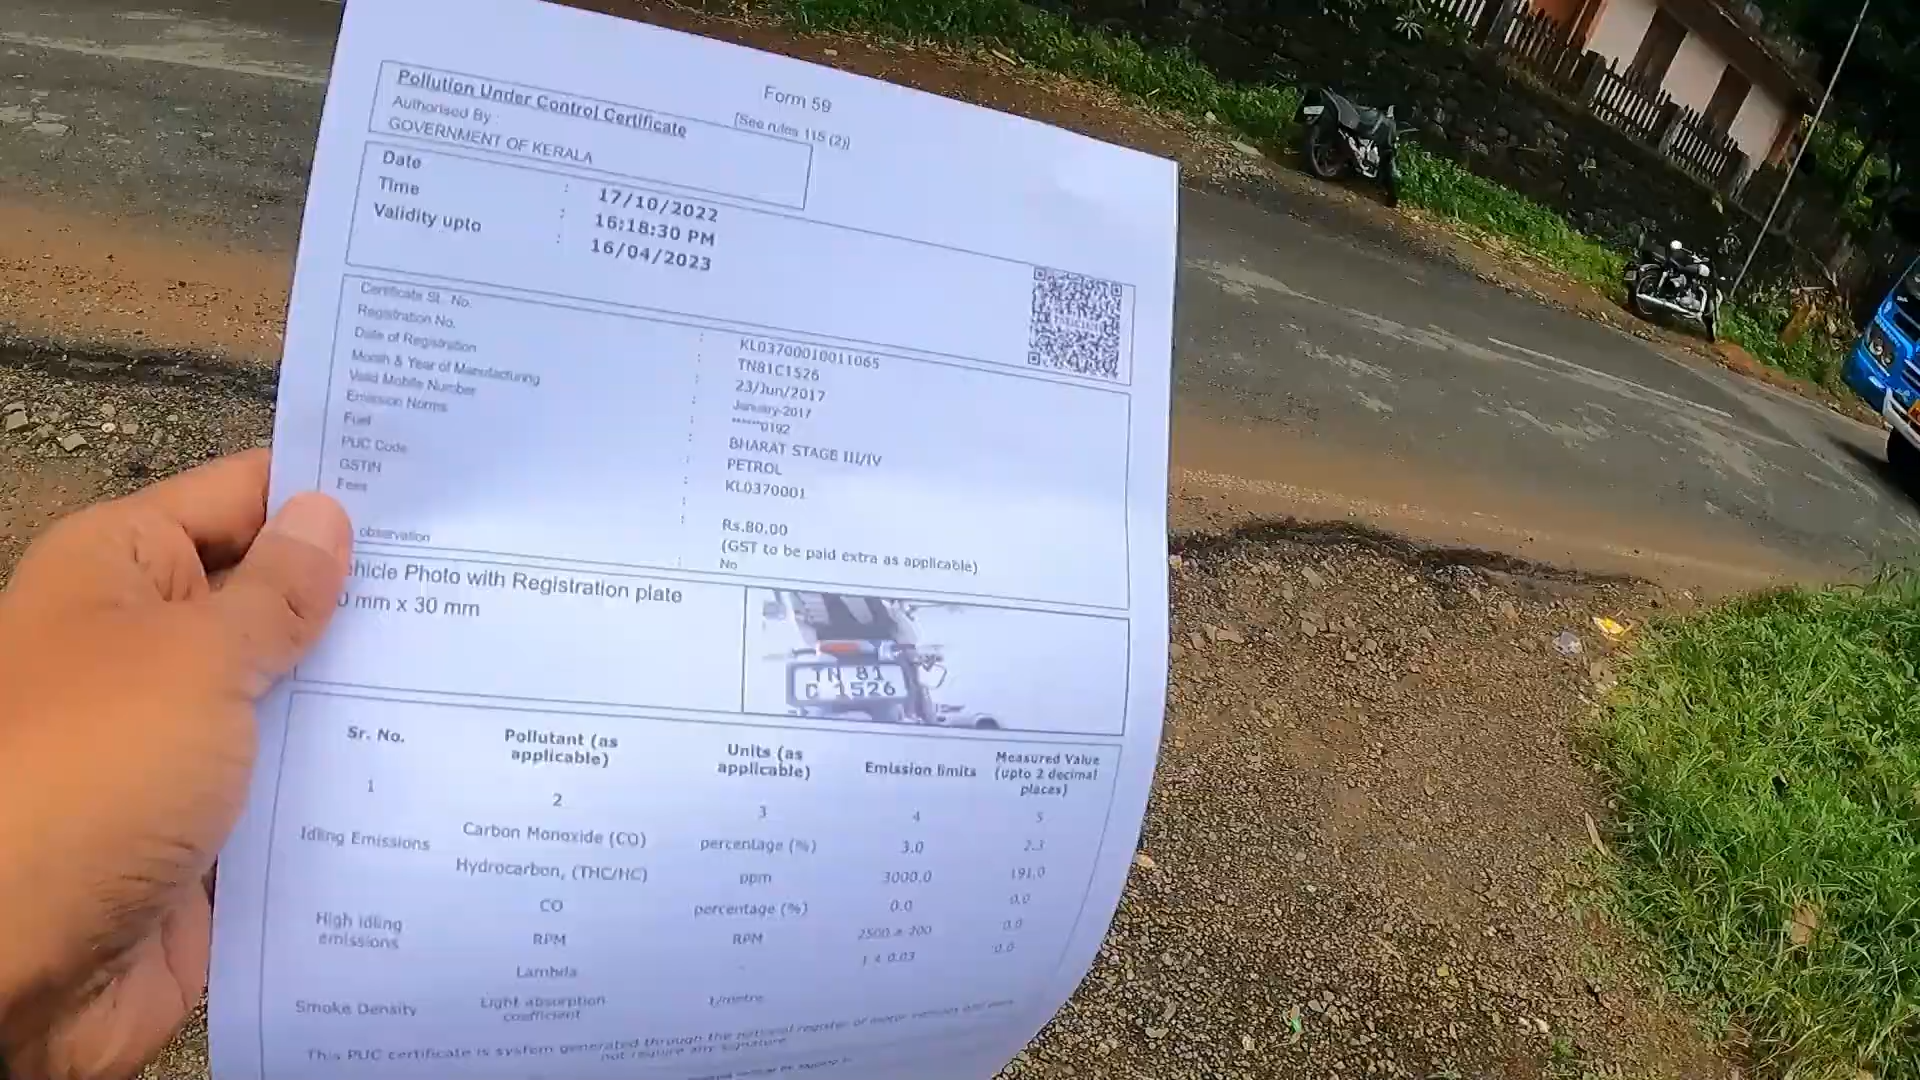 Form 59
[See rules 115 (2)]
Pollution Under Control Certificate
Authorised By :
GOVERNMENT OF KERALA
Date : 17/10/2022
Time : 16:18:30 PM
Validity upto : 16/04/2023
Certificate SL. No. : KL03700010011065
Registration No. : TN81C1526
Date of Registration : 23/Jun/2017
Month & Year of Manufacturing : January-2017
Valid Mobile Number : ******0192
Emission Norms : BHARAT STAGE III/IV
Fuel : PETROL
PUC Code : KL0370001
GSTIN :
Fees : Rs.80.00
(GST to be paid extra as applicable)
observation : No
hicle Photo with Registration plate
0 mm x 30 mm
TN 81
C 1526
Sr. No. Pollutant (as applicable) Units (as applicable) Emission limits Measured Value (upto 2 decimal places)
1 2 3 4 5
Idling Emissions Carbon Monoxide (CO) percentage (%) 3.0 2.3
Hydrocarbon, (THC/HC) ppm 3000.0 191.0
High idling emissions CO percentage (%) 0.0 0.0
RPM RPM 2500 ± 200 0.0
Lambda - 1 ± 0.03 0.0
Smoke Density Light absorption coefficient 1/metre
This PUC certificate is system generated through the national register of motor vehicles and does
not require any signature